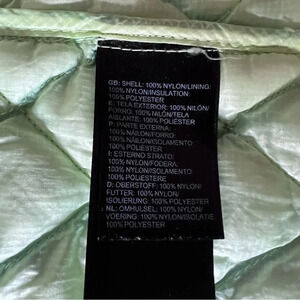 GB: SHELL: 100% NYLON/LINING:
100% NYLON/INSULATION:
100% POLYESTER
E: TELA EXTERIOR: 100% NILÓN/
FORRO: 100% NILÓN/TELA
AISLANTE: 100% POLIÉSTER
P: PARTE EXTERNA:
100% NÁILON/FORRO:
100% NÁILON/ISOLAMENTO:
100% POLIÉSTER
I: ESTERNO STRATO:
100% NYLON/FODERA:
100% NYLON/ISOLAMENTO:
100% POLIESTERE
D: OBERSTOFF: 100% NYLON/
FUTTER: 100% NYLON/
ISOLIERUNG: 100% POLYESTER
NL: OMHULSEL: 100% NYLON/
VOERING: 100% NYLON/ISOLATIE:
100% POLYESTER